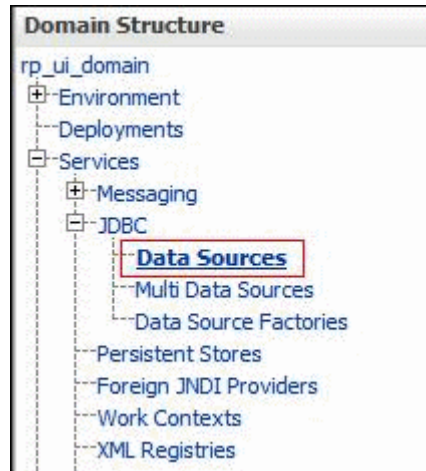 Domain Structure
rp_ui_domain
Environment
Deployments
Services
Messaging
JDBC
Data Sources
Multi Data Sources
Data Source Factories
Persistent Stores
Foreign JNDI Providers
Work Contexts
XML Registries